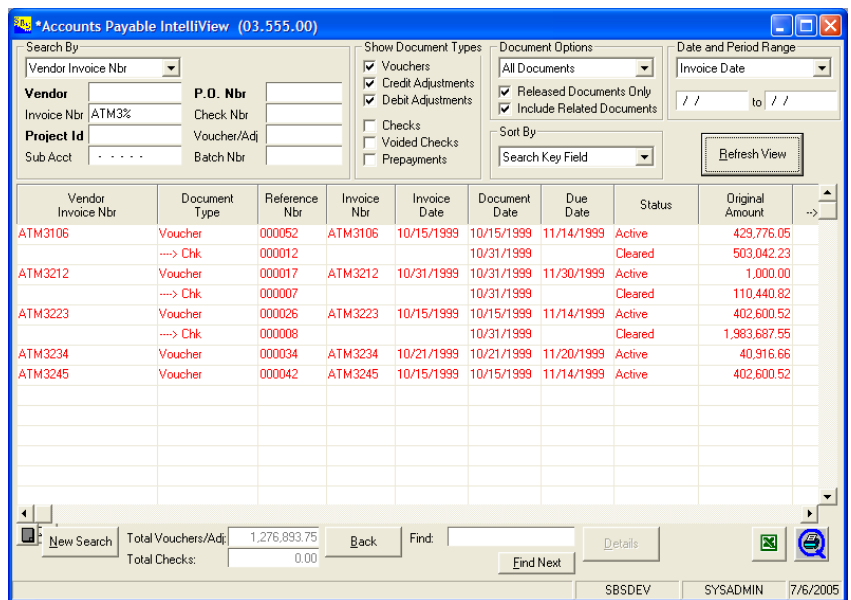 *Accounts Payable IntelliView (03.555.00)
Search By
Vendor Invoice Nbr
Vendor
P.O. Nbr
Invoice Nbr ATM3%
Check Nbr
Project Id
Voucher/Adj
Sub Acct - - - - -
Batch Nbr
Show Document Types
Vouchers
Credit Adjustments
Debit Adjustments
Checks
Voided Checks
Prepayments
Document Options
All Documents
Released Documents Only
Include Related Documents
Sort By
Search Key Field
Date and Period Range
Invoice Date
/ / to / /
Refresh View
Vendor Invoice Nbr Document Type Reference Nbr Invoice Nbr Invoice Date Document Date Due Date Status Original Amount -->
ATM3106 Voucher 000052 ATM3106 10/15/1999 10/15/1999 11/14/1999 Active 429,776.05
----> Chk 000012 10/31/1999 Cleared 503,042.23
ATM3212 Voucher 000017 ATM3212 10/31/1999 10/31/1999 11/30/1999 Active 1,000.00
----> Chk 000007 10/31/1999 Cleared 110,440.82
ATM3223 Voucher 000026 ATM3223 10/15/1999 10/15/1999 11/14/1999 Active 402,600.52
----> Chk 000008 10/31/1999 Cleared 1,983,687.55
ATM3234 Voucher 000034 ATM3234 10/21/1999 10/21/1999 11/20/1999 Active 40,916.66
ATM3245 Voucher 000042 ATM3245 10/15/1999 10/15/1999 11/14/1999 Active 402,600.52
New Search Total Vouchers/Adj: 1,276,893.75 Back Find: Details
Total Checks: 0.00 Find Next
SBSDEV SYSADMIN 7/6/2005